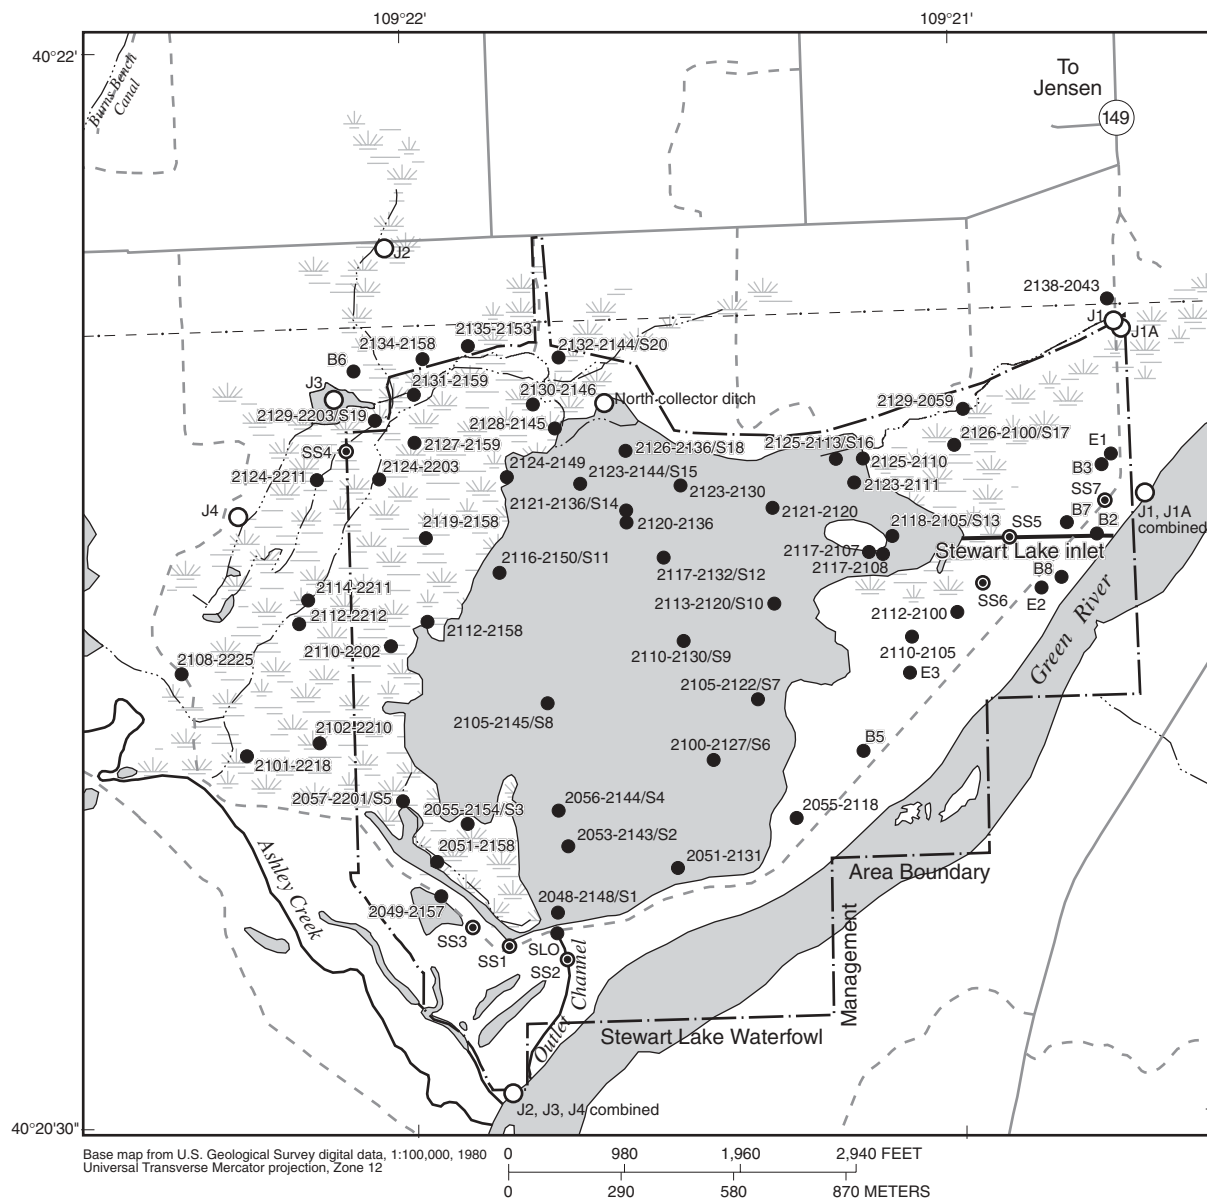 109°22'
109°21'
40°22'
Burns Bench
Canal
To
Jensen
149
J2
2138-2043
J1
J1A
2135-2153
2134-2158
2132-2144/S20
B6
2131-2159
2130-2146
J3
North collector ditch
2129-2059
2129-2203/S19
2128-2145
2126-2100/S17
2127-2159
2126-2136/S18
2125-2113/S16
E1
SS4
2125-2110
B3
2124-2203
2124-2149
2123-2144/S15
2124-2211
2123-2130
2123-2111
SS7
2121-2136/S14
2121-2120
J4
2120-2136
2119-2158
2118-2105/S13
SS5
B7
B2
J1, J1A
combined
2116-2150/S11
2117-2107
Stewart Lake inlet
2117-2108
2117-2132/S12
B8
2114-2211
2113-2120/S10
SS6
E2
2112-2212
2112-2100
2112-2158
2110-2202
2110-2130/S9
2110-2105
Green River
2108-2225
E3
2105-2122/S7
2105-2145/S8
2102-2210
B5
2100-2127/S6
2101-2218
2057-2201/S5
2055-2154/S3
2056-2144/S4
2055-2118
2053-2143/S2
2051-2158
2051-2131
Ashley Creek
Area Boundary
2048-2148/S1
2049-2157
SS3
SS1
SLO
SS2
Management
Outlet Channel
Stewart Lake Waterfowl
J2, J3, J4 combined
40°20'30"
Base map from U.S. Geological Survey digital data, 1:100,000, 1980
Universal Transverse Mercator projection, Zone 12
0 980 1,960 2,940 FEET
0 290 580 870 METERS